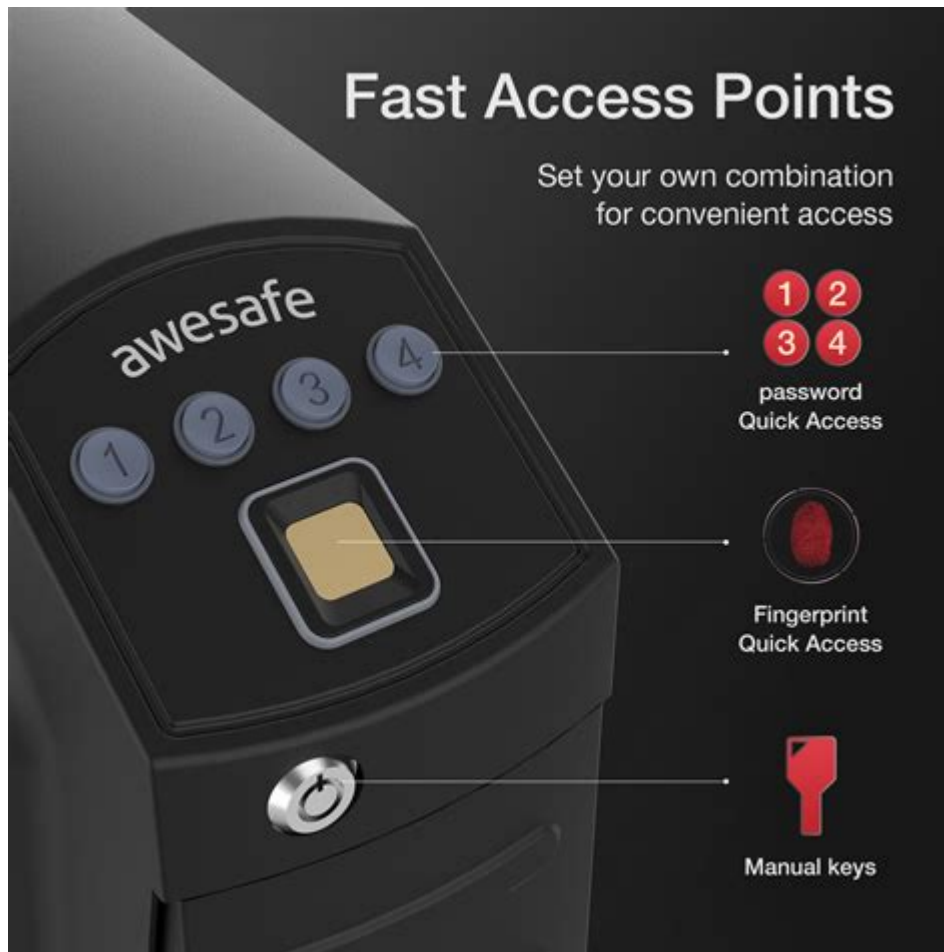 Fast Access Points
Set your own combination
for convenient access
awesafe
1 2 3 4
1 2
3 4
password
Quick Access
Fingerprint
Quick Access
Manual keys